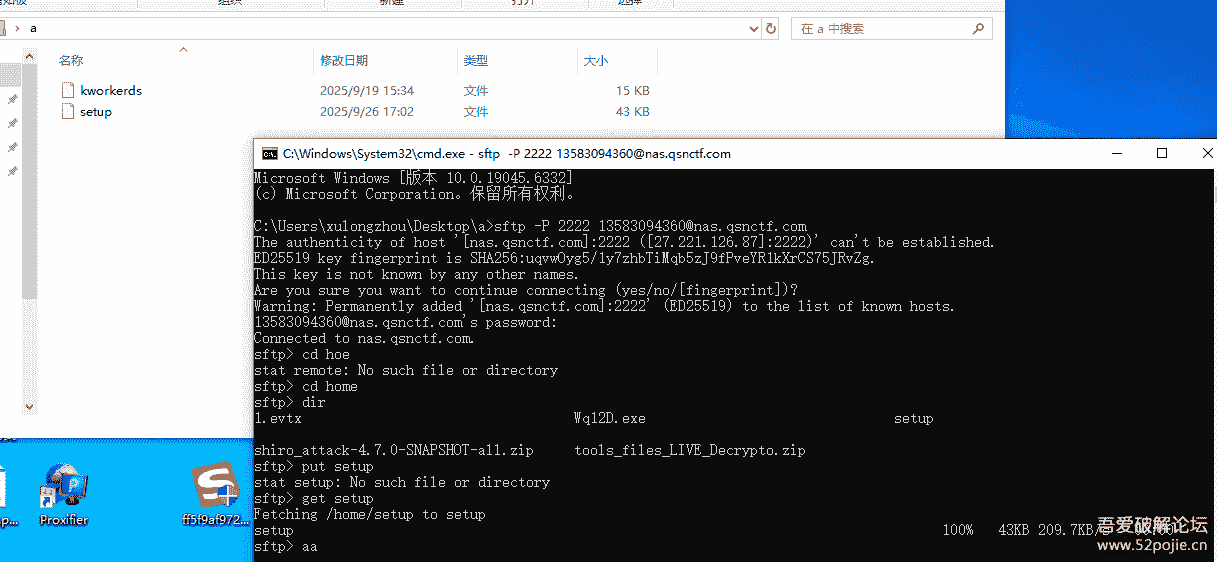 a
在 a 中搜索
名称 修改日期 类型 大小
kworkerds 2025/9/19 15:34 文件 15 KB
setup 2025/9/26 17:02 文件 43 KB
C:\Windows\System32\cmd.exe - sftp -P 2222 13583094360@nas.qsnctf.com
Microsoft Windows [版本 10.0.19045.6332]
(c) Microsoft Corporation。保留所有权利。
C:\Users\xulongzhou\Desktop\a>sftp -P 2222 13583094360@nas.qsnctf.com
The authenticity of host '[nas.qsnctf.com]:2222 ([27.221.126.87]:2222)' can't be established.
ED25519 key fingerprint is SHA256:uqvwOyg5/1y7zhbTiMqb5zJ9fPveYR1kXrCS75JRvZg.
This key is not known by any other names.
Are you sure you want to continue connecting (yes/no/[fingerprint])?
Warning: Permanently added '[nas.qsnctf.com]:2222' (ED25519) to the list of known hosts.
13583094360@nas.qsnctf.com's password:
Connected to nas.qsnctf.com.
sftp> cd hoe
stat remote: No such file or directory
sftp> cd home
sftp> dir
1.evtx Wq12D.exe setup
shiro_attack-4.7.0-SNAPSHOT-all.zip tools_files_LIVE_Decrypto.zip
sftp> put setup
stat setup: No such file or directory
sftp> get setup
Fetching /home/setup to setup
setup 100% 43KB 209.7KB/s
sftp> aa
p... Proxifier ff5f9af972...
吾爱破解论坛
www.52pojie.cn